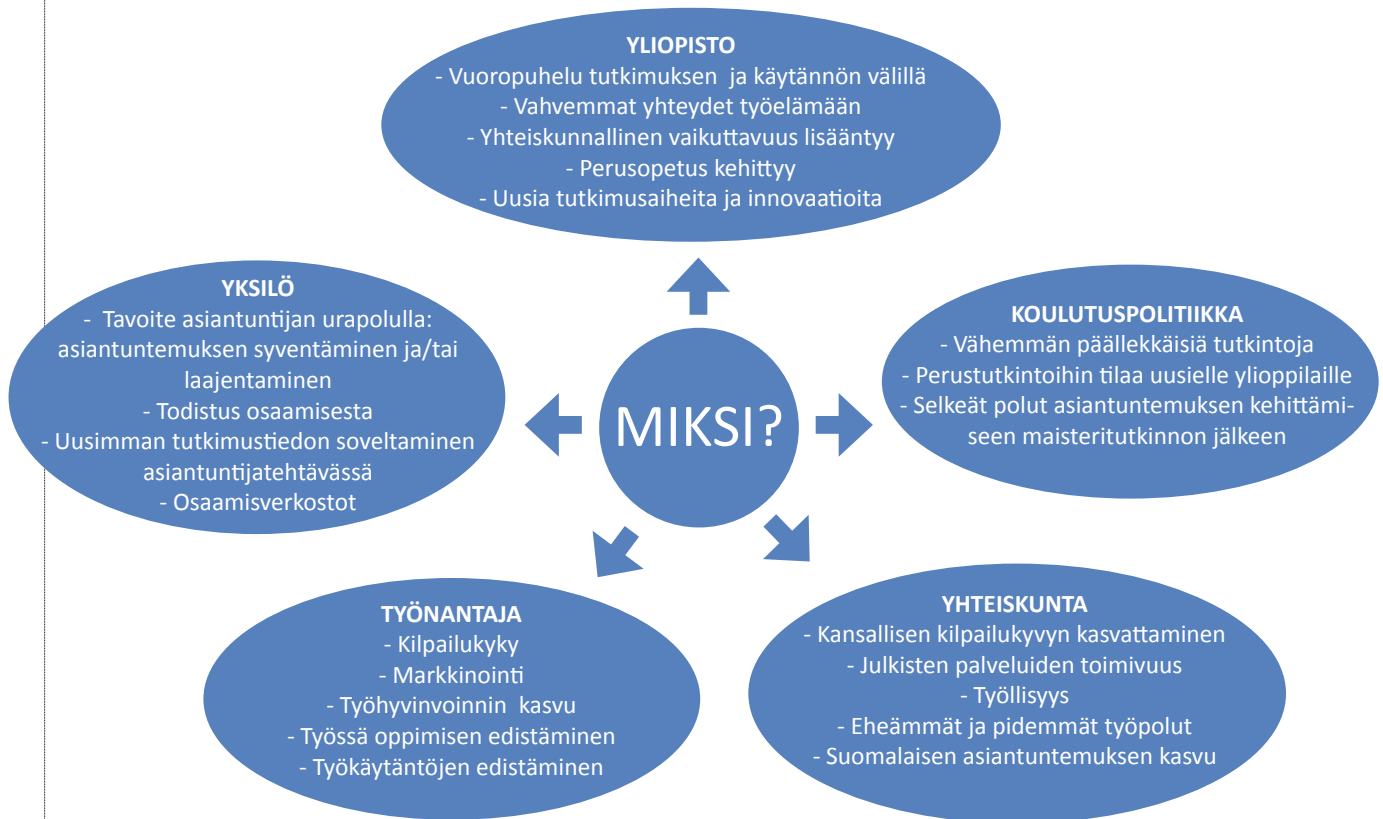 YLIOPISTO
- Vuoropuhelu tutkimuksen ja käytännön välillä
- Vahvemmat yhteydet työelämään
- Yhteiskunnallinen vaikuttavuus lisääntyy
- Perusopetus kehittyy
- Uusia tutkimusaiheita ja innovaatioita
YKSILÖ
- Tavoite asiantuntijan urapolulla:
asiantuntemuksen syventäminen ja/tai
laajentaminen
- Todistus osaamisesta
- Uusimman tutkimustiedon soveltaminen
asiantuntijatehtävässä
- Osaamisverkostot
MIKSI?
KOULUTUSPOLITIIKKA
- Vähemmän päällekkäisiä tutkintoja
- Perustutkintoihin tilaa uusielle ylioppilaille
- Selkeät polut asiantuntemuksen kehittämi-
seen maisteritutkinnon jälkeen
TYÖNANTAJA
- Kilpailukyky
- Markkinointi
- Työhyvinvoinnin kasvu
- Työssä oppimisen edistäminen
- Työkäytäntöjen edistäminen
YHTEISKUNTA
- Kansallisen kilpailukyvyn kasvattaminen
- Julkisten palveluiden toimivuus
- Työllisyys
- Eheämmät ja pidemmät työpolut
- Suomalaisen asiantuntemuksen kasvu